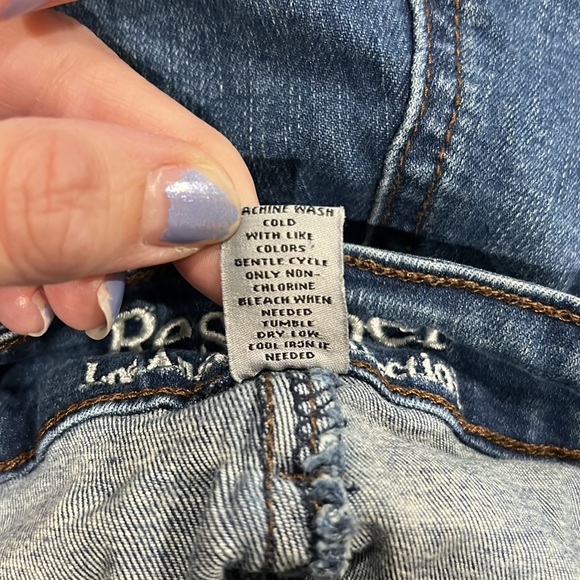 ACHINE WASH
COLD
WITH LIKE
COLORS
GENTLE CYCLE
ONLY NON-
CHLORINE
BLEACH WHEN
NEEDED
TUMBLE
DRY LOW
COOL IRON IF
NEEDED